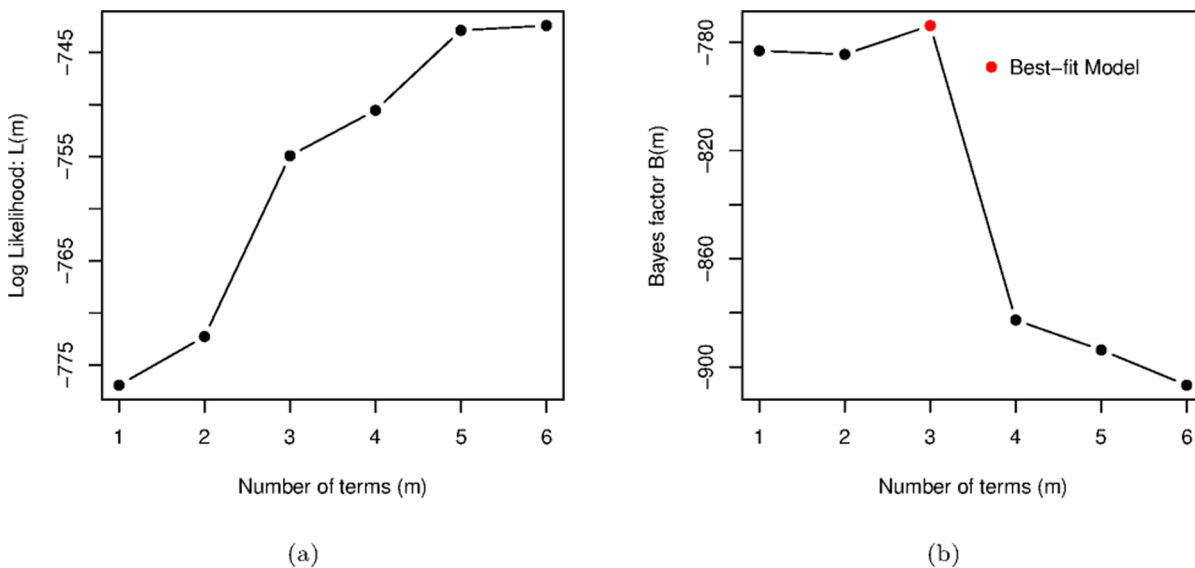 Log Likelihood: L(m)
−745
−755
−765
−775
1 2 3 4 5 6
Number of terms (m)
(a)
Bayes factor B(m)
−780
−820
−860
−900
Best−fit Model
1 2 3 4 5 6
Number of terms (m)
(b)